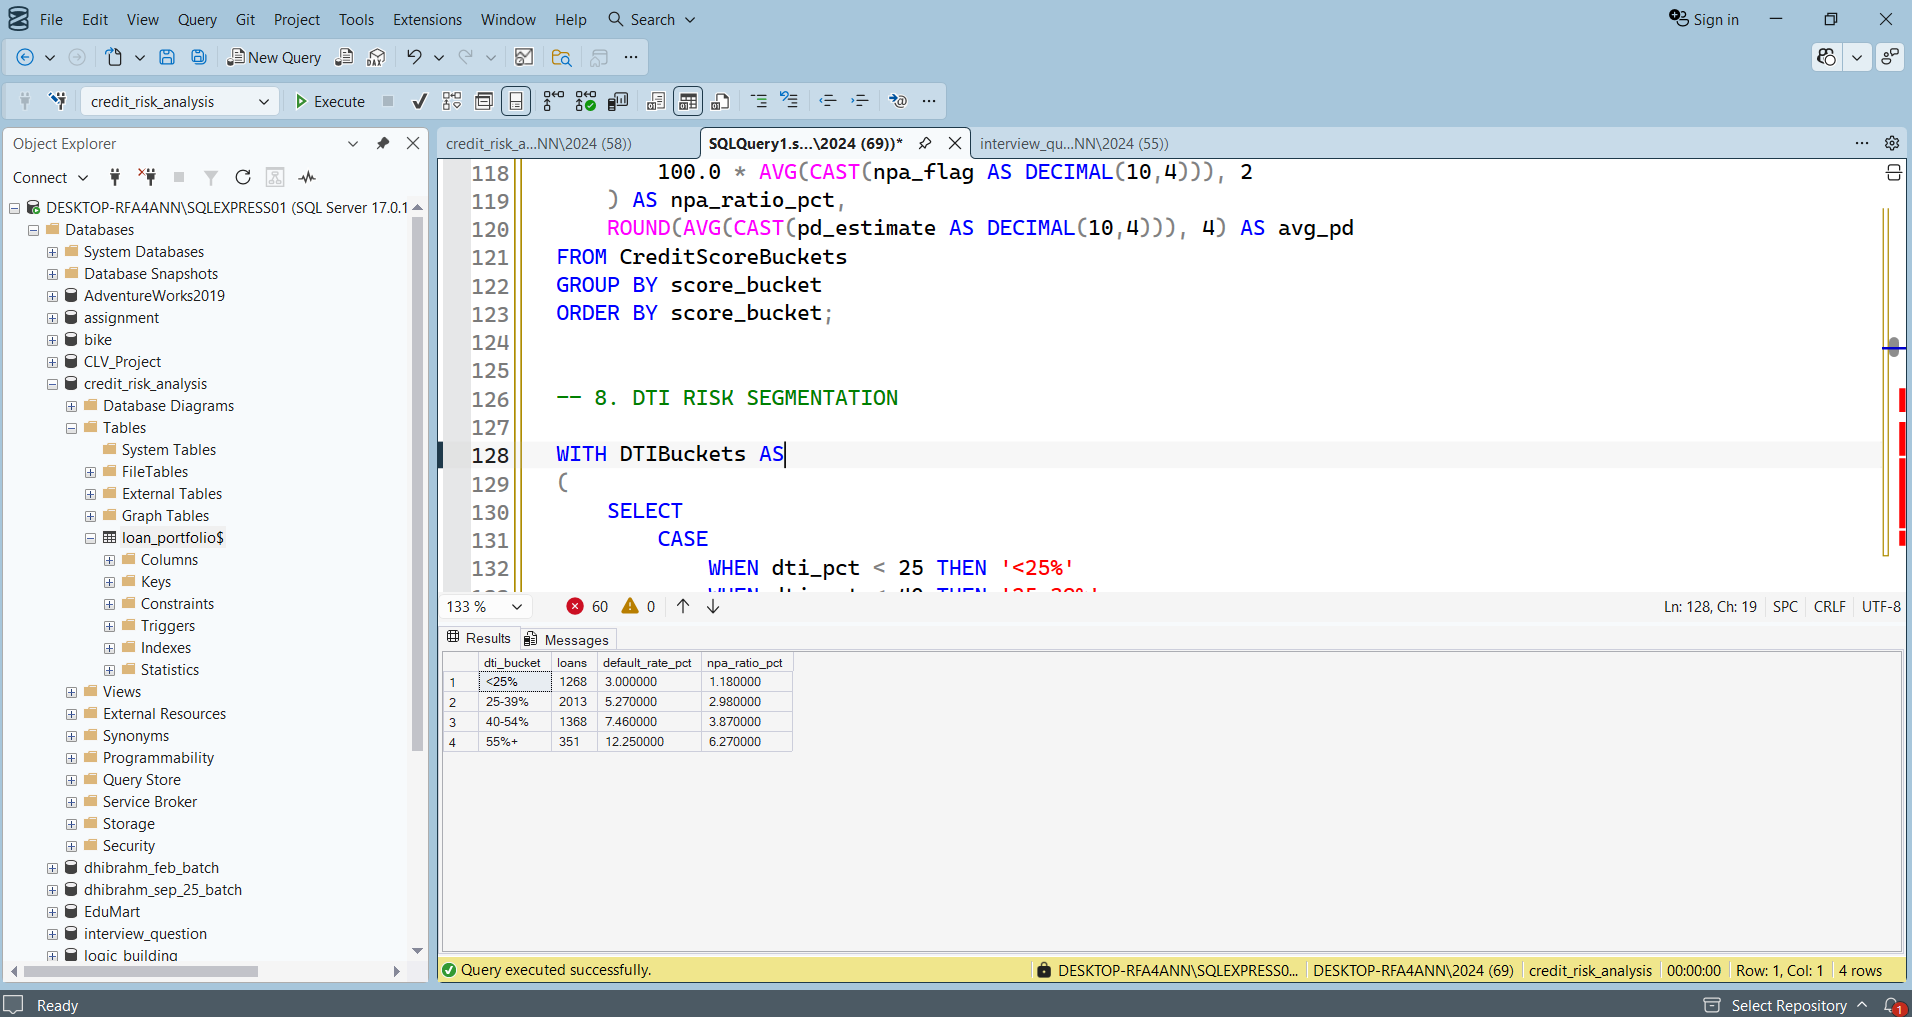 File Edit View Query Git Project Tools Extensions Window Help Search Sign in
New Query
credit_risk_analysis Execute
Object Explorer
Connect
DESKTOP-RFA4ANN\SQLEXPRESS01 (SQL Server 17.0.1
Databases
System Databases
Database Snapshots
AdventureWorks2019
assignment
bike
CLV_Project
credit_risk_analysis
Database Diagrams
Tables
System Tables
FileTables
External Tables
Graph Tables
loan_portfolio$
Columns
Keys
Constraints
Triggers
Indexes
Statistics
Views
External Resources
Synonyms
Programmability
Query Store
Service Broker
Storage
Security
dhibrahm_feb_batch
dhibrahm_sep_25_batch
EduMart
interview_question
logic_building
credit_risk_a...NN\2024 (58)) SQLQuery1.s...\2024 (69))* interview_qu...NN\2024 (55))
118 100.0 * AVG(CAST(npa_flag AS DECIMAL(10,4))), 2
119 ) AS npa_ratio_pct,
120 ROUND(AVG(CAST(pd_estimate AS DECIMAL(10,4))), 4) AS avg_pd
121 FROM CreditScoreBuckets
122 GROUP BY score_bucket
123 ORDER BY score_bucket;
124
125
126 -- 8. DTI RISK SEGMENTATION
127
128 WITH DTIBuckets AS
129 (
130 SELECT
131 CASE
132 WHEN dti_pct < 25 THEN '<25%'
133 % 60 0 Ln: 128, Ch: 19 SPC CRLF UTF-8
Results Messages
dti_bucket loans default_rate_pct npa_ratio_pct
1 <25% 1268 3.000000 1.180000
2 25-39% 2013 5.270000 2.980000
3 40-54% 1368 7.460000 3.870000
4 55%+ 351 12.250000 6.270000
Query executed successfully. DESKTOP-RFA4ANN\SQLEXPRESS0... DESKTOP-RFA4ANN\2024 (69) credit_risk_analysis 00:00:00 Row: 1, Col: 1 4 rows
Ready Select Repository 1